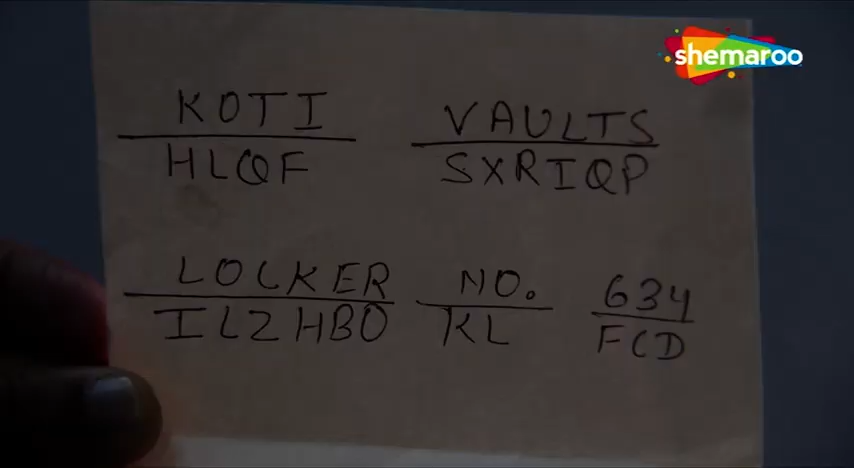 shemaroo
KOTI VAULTS
HLQF SXRIQP
LOCKER NO. 634
ILZHBO KL FCD